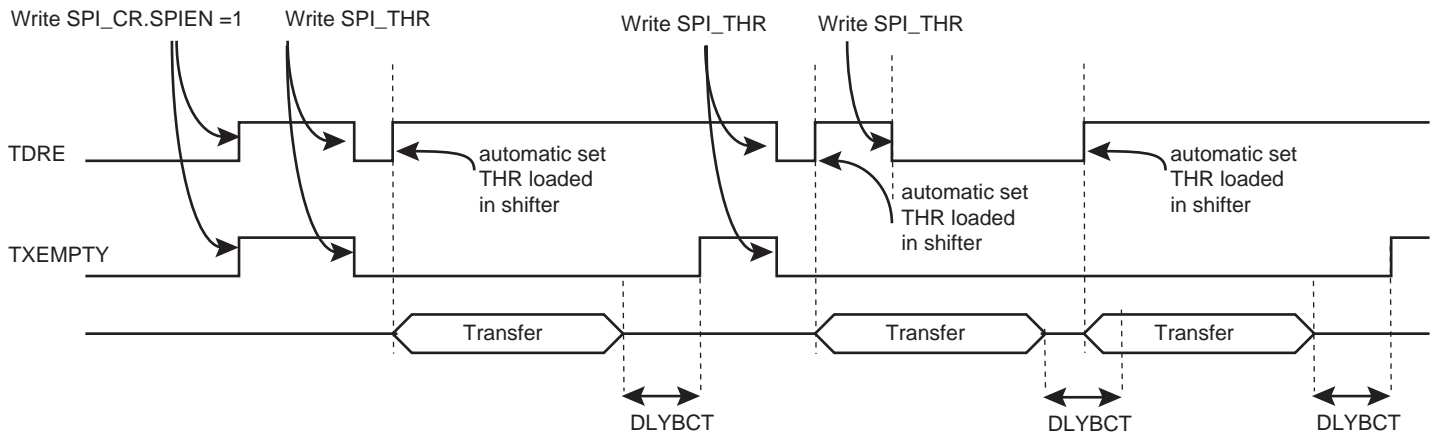 Write SPI_CR.SPIEN =1
Write SPI_THR
Write SPI_THR
Write SPI_THR
TDRE
automatic set
THR loaded
in shifter
automatic set
THR loaded
in shifter
automatic set
THR loaded
in shifter
TXEMPTY
Transfer
Transfer
Transfer
DLYBCT
DLYBCT
DLYBCT